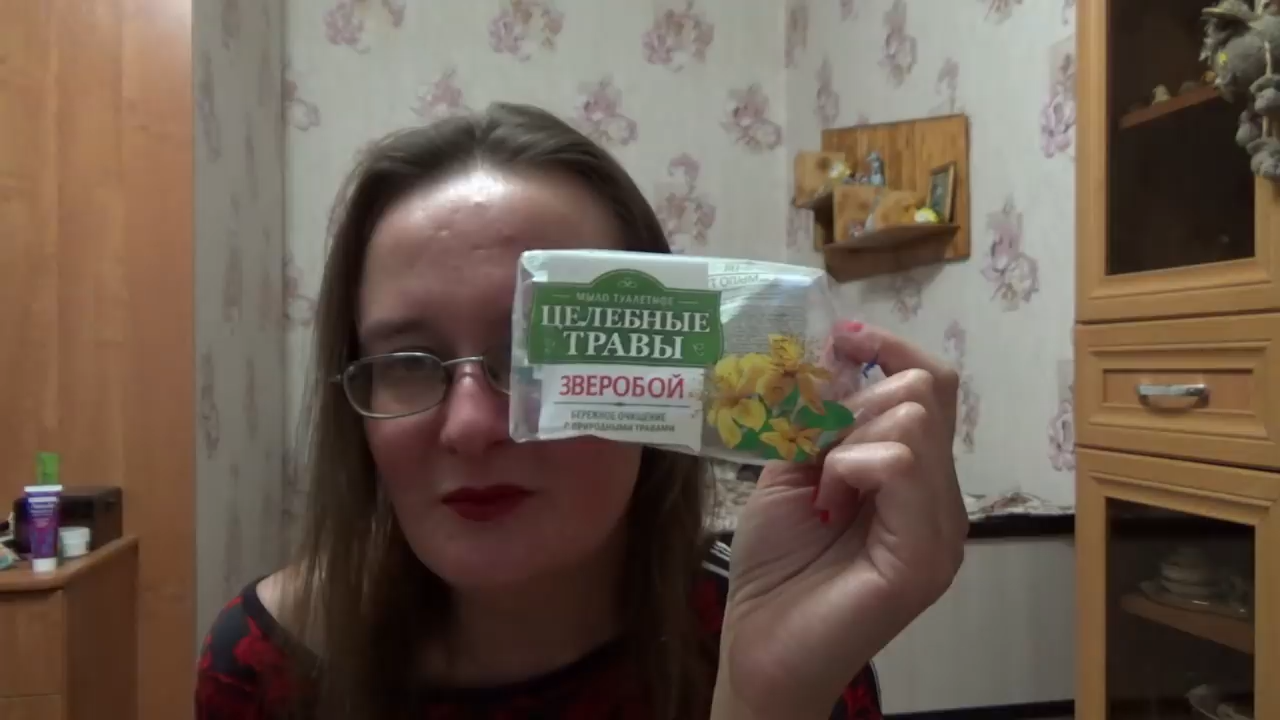 МЫЛО ТУАЛЕТНОЕ
ЦЕЛЕБНЫЕ
ТРАВЫ
ЗВЕРОБОЙ
БЕРЕЖНОЕ ОЧИЩЕНИЕ
С ПРИРОДНЫМИ ТРАВАМИ